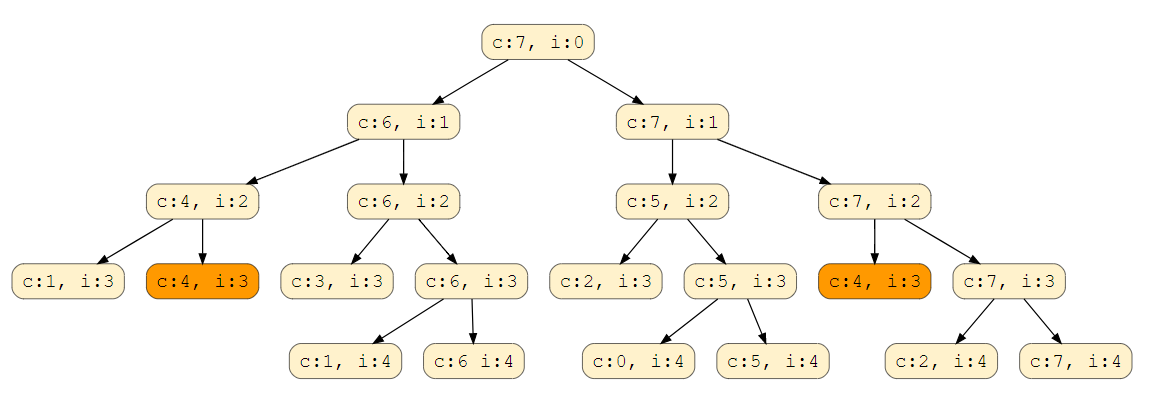 c:7, i:0
c:6, i:1
c:7, i:1
c:4, i:2
c:6, i:2
c:5, i:2
c:7, i:2
c:1, i:3
c:4, i:3
c:3, i:3
c:6, i:3
c:2, i:3
c:5, i:3
c:4, i:3
c:7, i:3
c:1, i:4
c:6 i:4
c:0, i:4
c:5, i:4
c:2, i:4
c:7, i:4